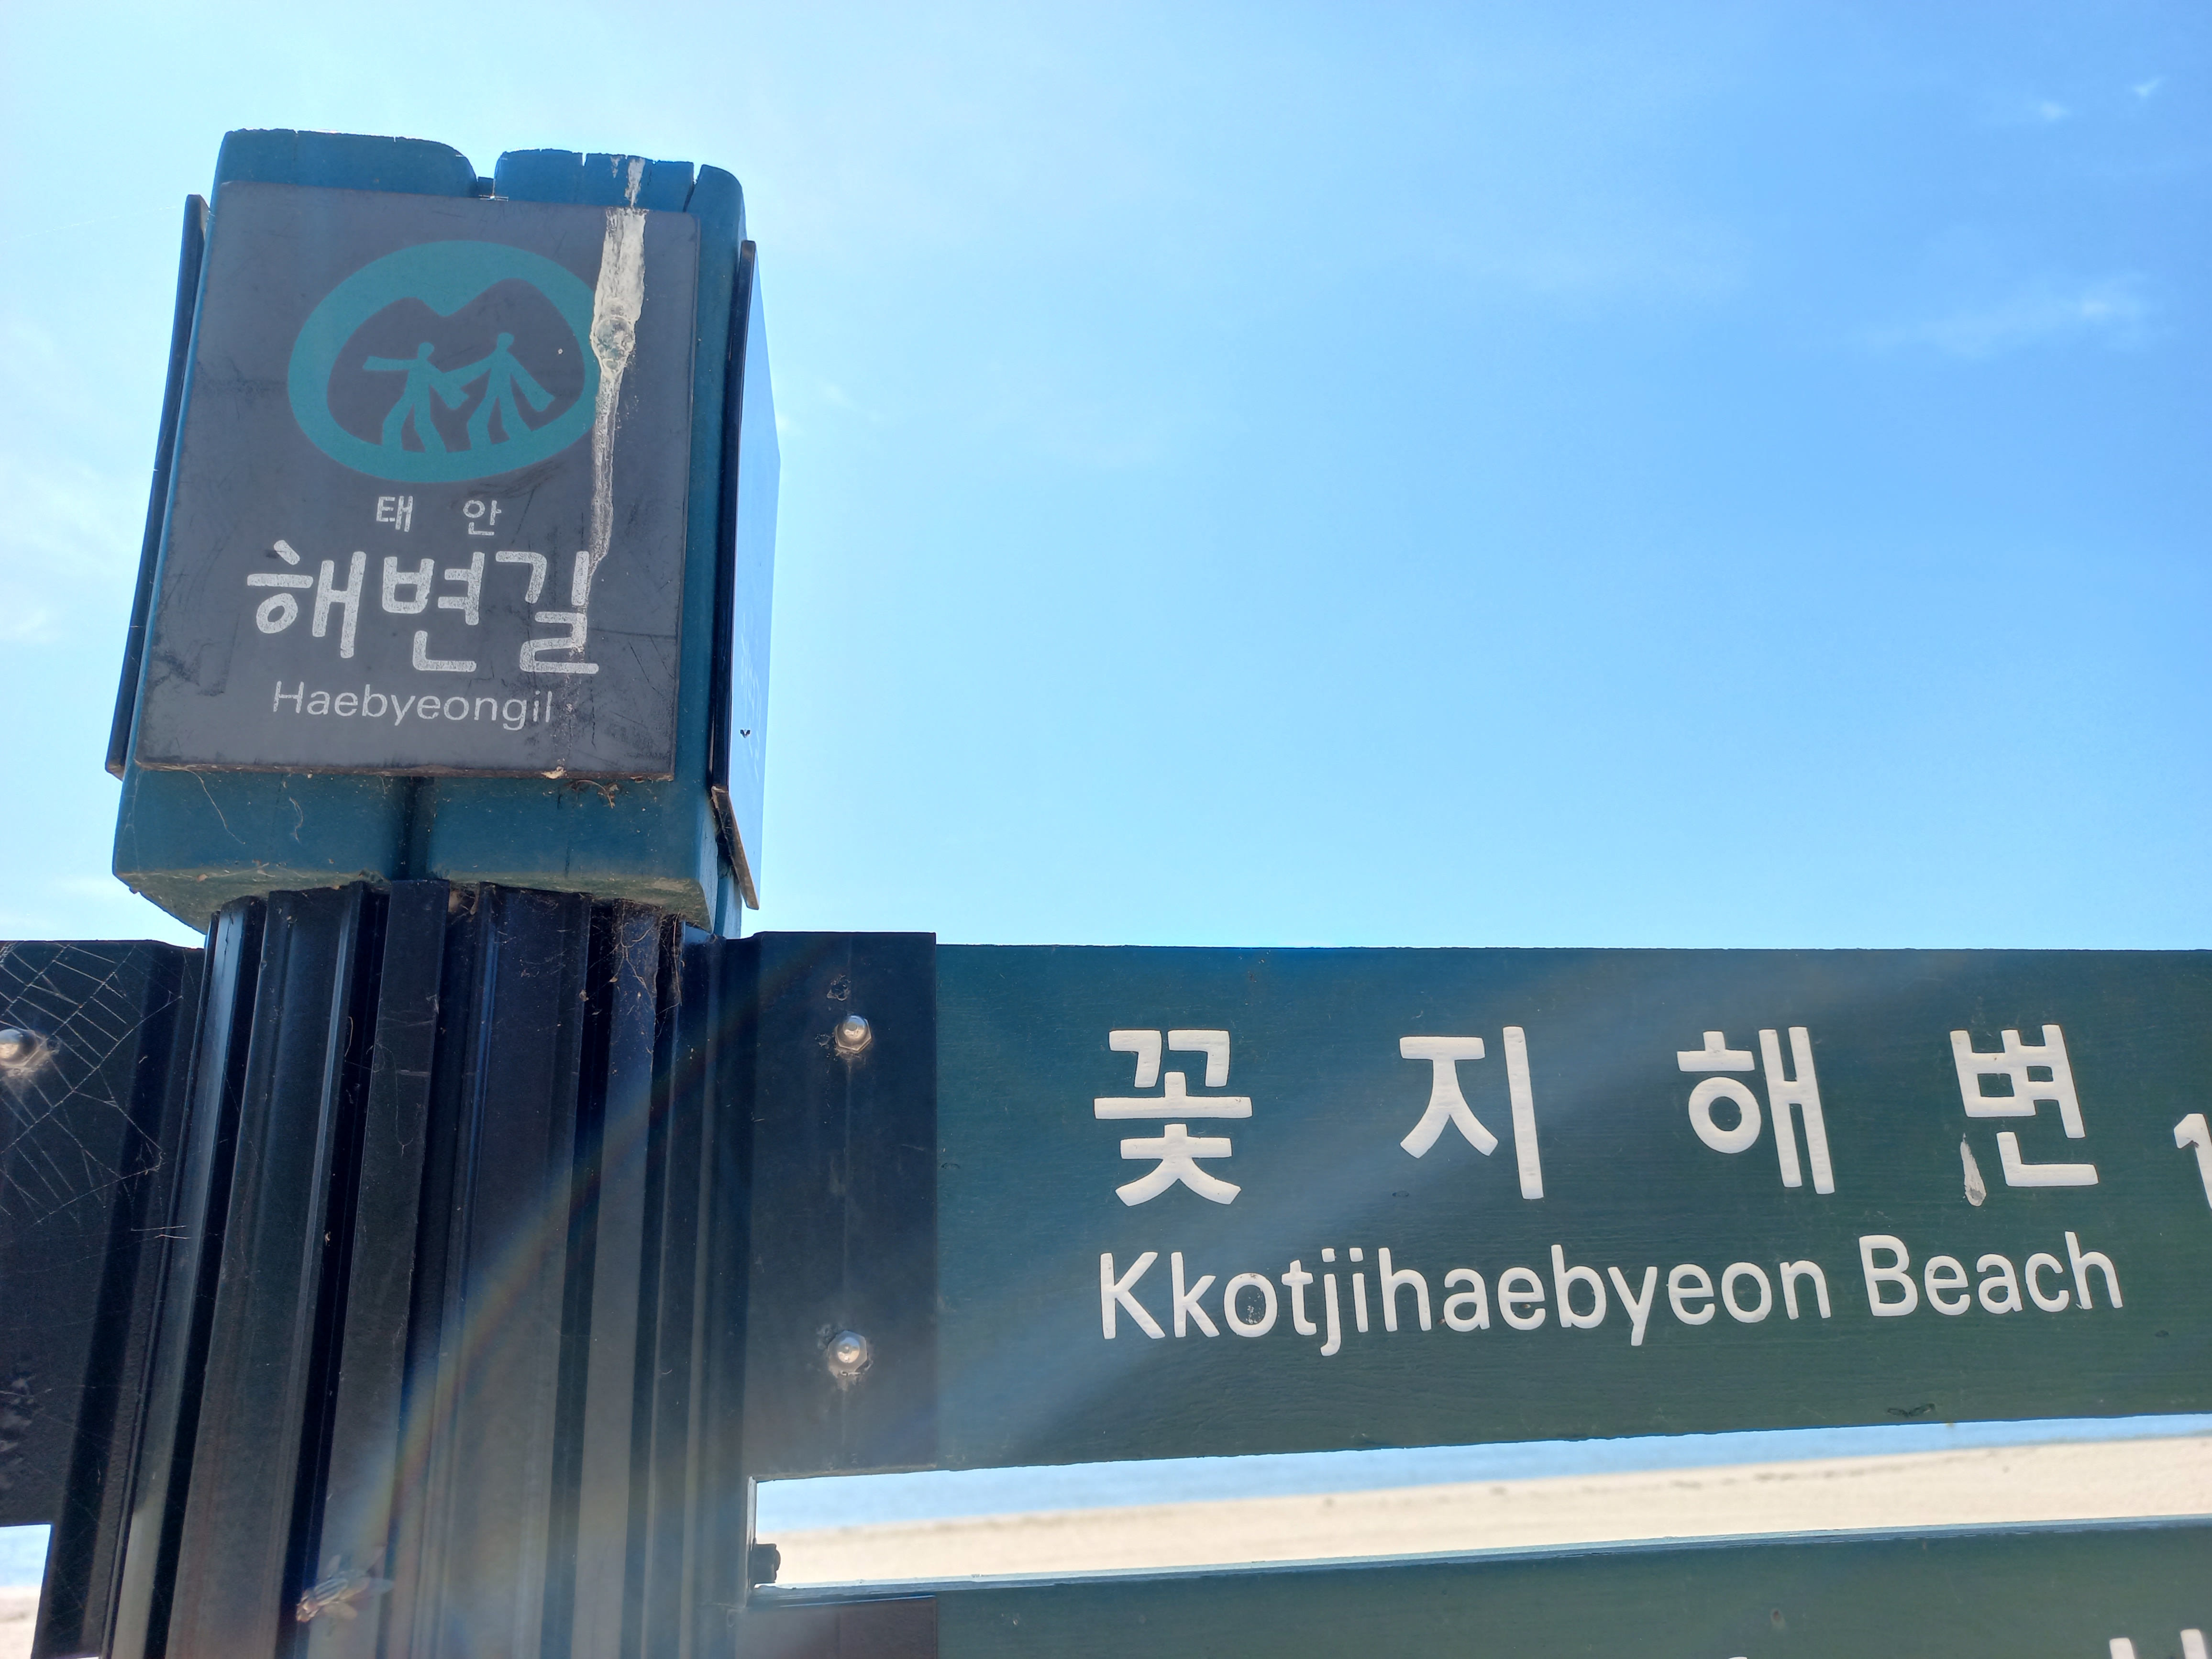 태 안
해변길
Haebyeongil
꽃 지 해 변
Kkotjihaebyeon Beach